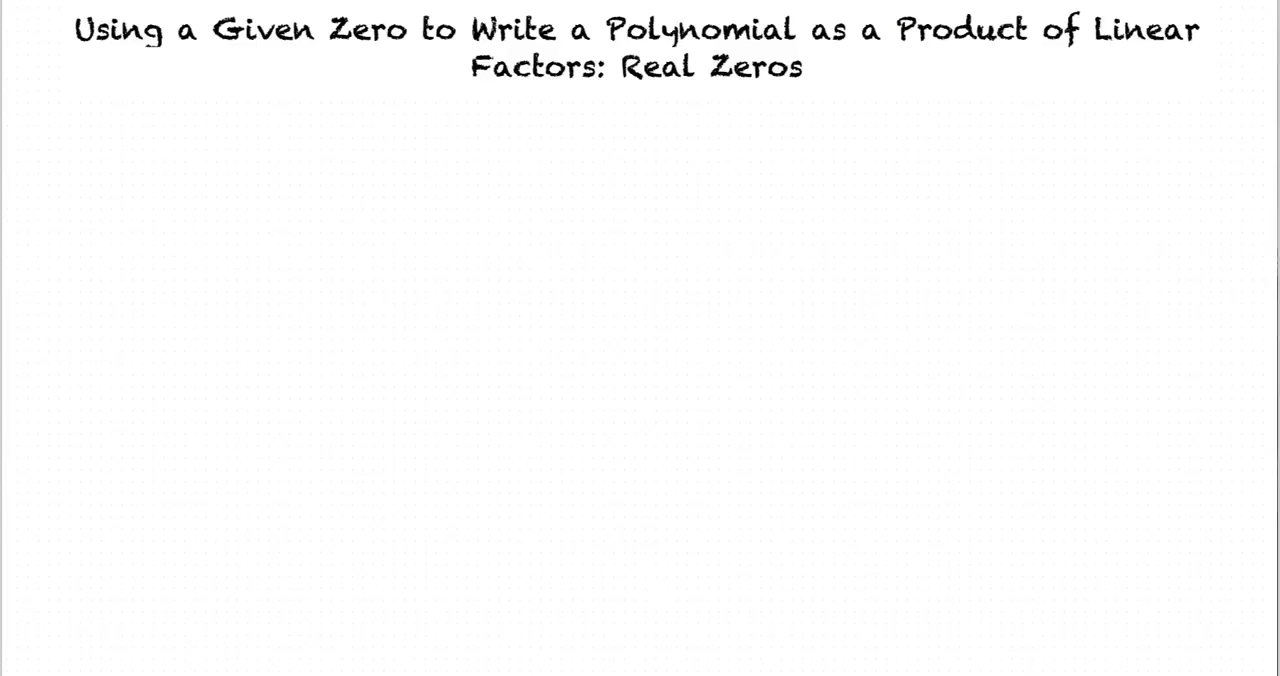 Using a Given Zero to Write a Polynomial as a Product of Linear
Factors: Real Zeros